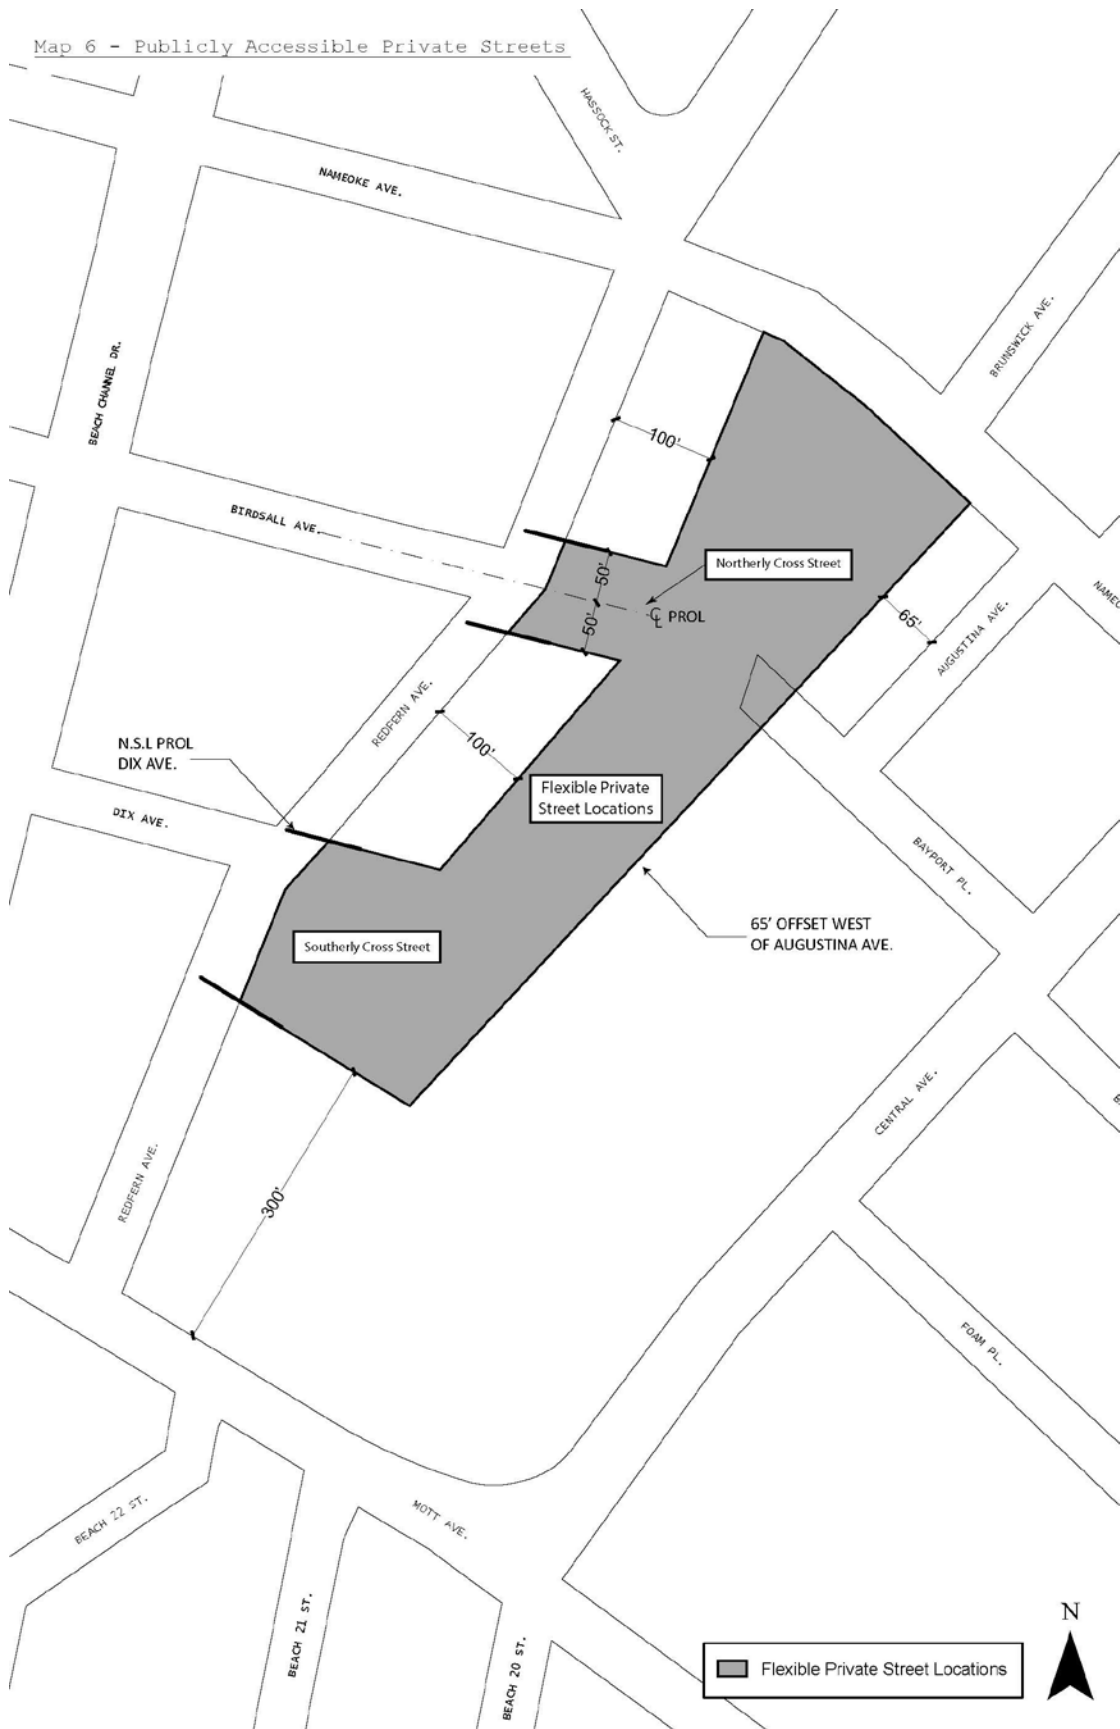 Map 6 - Publicly Accessible Private Streets
HASSOCK ST.
NAMEOKE AVE.
BRUNSWICK AVE.
BEACH CHANNEL DR.
100'
BIRDSALL AVE.
Northerly Cross Street
50'
50'
℄ PROL
65'
NAMEO
AUGUSTINA AVE.
REDFERN AVE.
N.S.L PROL
DIX AVE.
100'
Flexible Private
Street Locations
DIX AVE.
BAYPORT PL.
65' OFFSET WEST
OF AUGUSTINA AVE.
Southerly Cross Street
CENTRAL AVE.
REDFERN AVE.
300'
FOAM PL.
BEACH 22 ST.
MOTT AVE.
BEACH 21 ST.
BEACH 20 ST.
N
Flexible Private Street Locations